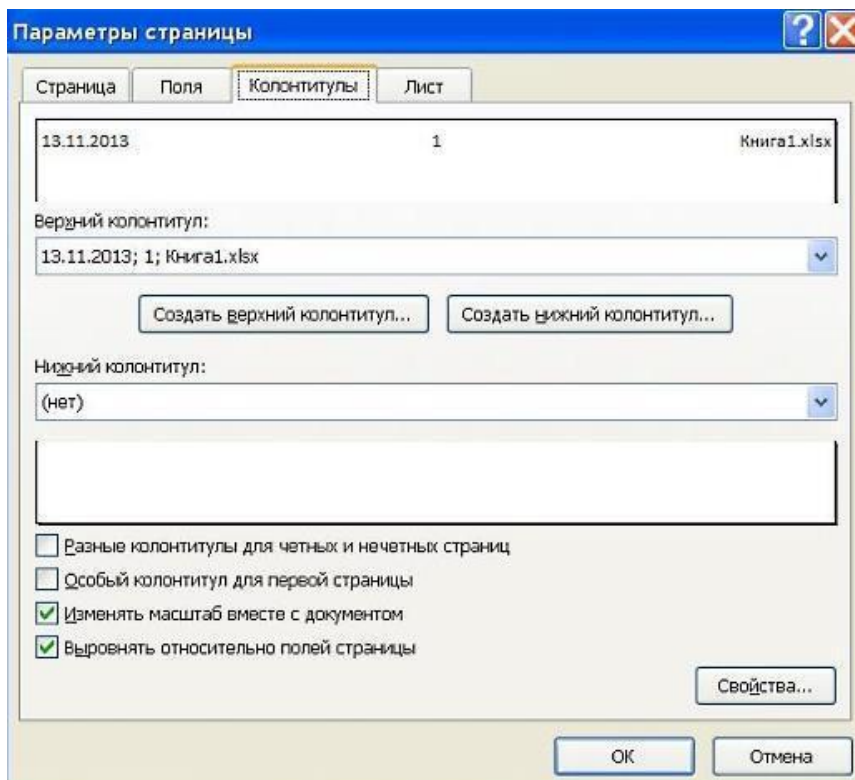 Параметры страницы
Страница Поля Колонтитулы Лист
13.11.2013 1 Книга1.xlsx
Верхний колонтитул:
13.11.2013; 1; Книга1.xlsx
Создать верхний колонтитул... Создать нижний колонтитул...
Нижний колонтитул:
(нет)
Разные колонтитулы для четных и нечетных страниц
Особый колонтитул для первой страницы
Изменять масштаб вместе с документом
Выровнять относительно полей страницы
Свойства...
ОК Отмена